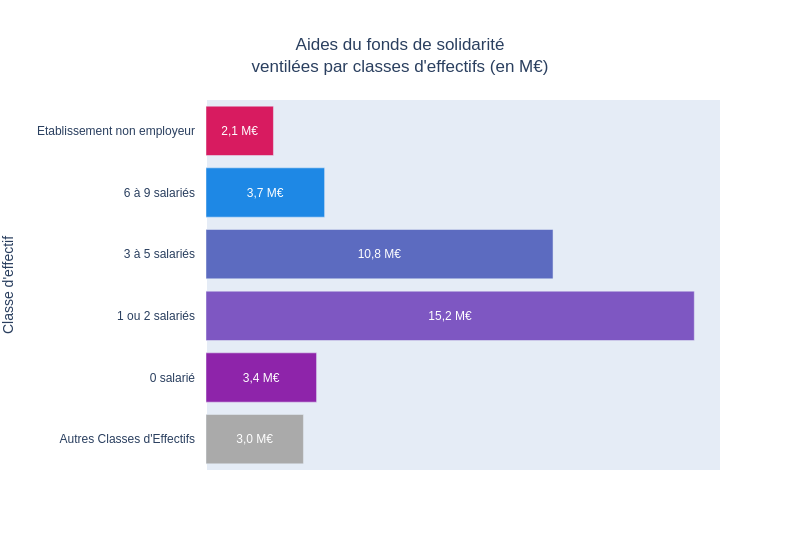 Aides du fonds de solidarité
ventilées par classes d'effectifs (en M€)
Classe d'effectif
Etablissement non employeur
2,1 M€
6 à 9 salariés
3,7 M€
3 à 5 salariés
10,8 M€
1 ou 2 salariés
15,2 M€
0 salarié
3,4 M€
Autres Classes d'Effectifs
3,0 M€